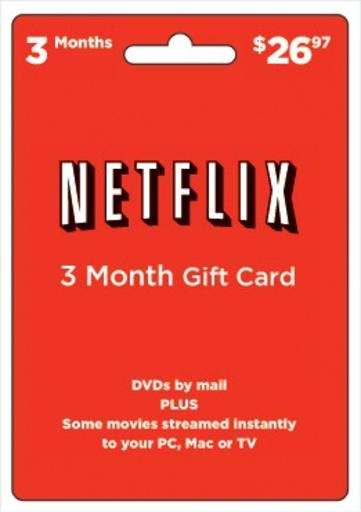 3 Months
$26.97
NETFLIX
3 Month Gift Card
DVDs by mail
PLUS
Some movies streamed instantly
to your PC, Mac or TV